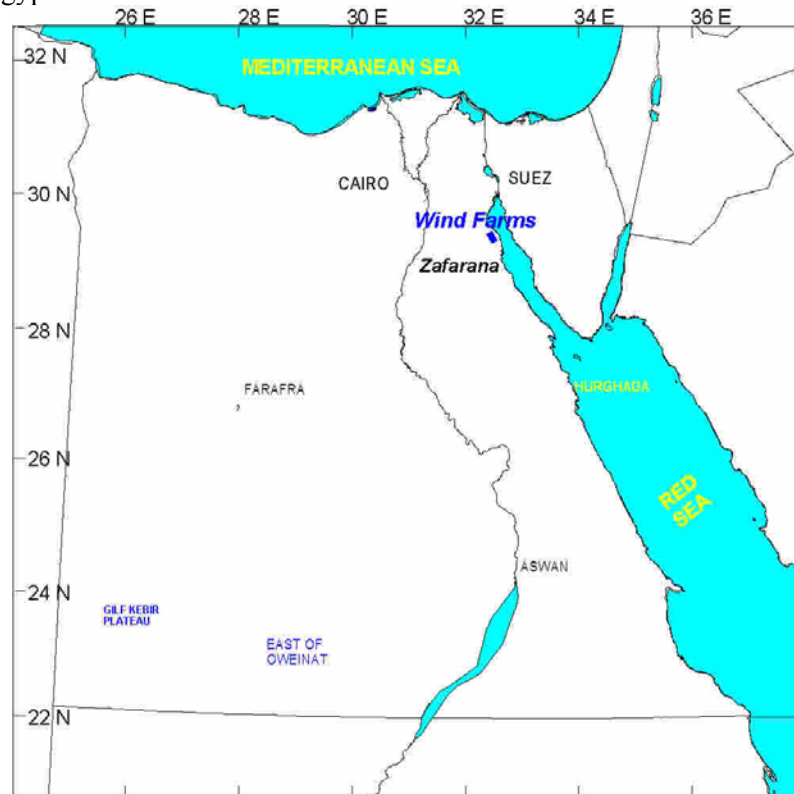 26 E 28 E 30 E 32 E 34 E 36 E
32 N
MEDITERRANEAN SEA
30 N
CAIRO
SUEZ
Wind Farms
Zafarana
28 N
FARAFRA
HURGHADA
26 N
RED
SEA
ASWAN
24 N
GILF KEBIR
PLATEAU
EAST OF
OWEINAT
22 N